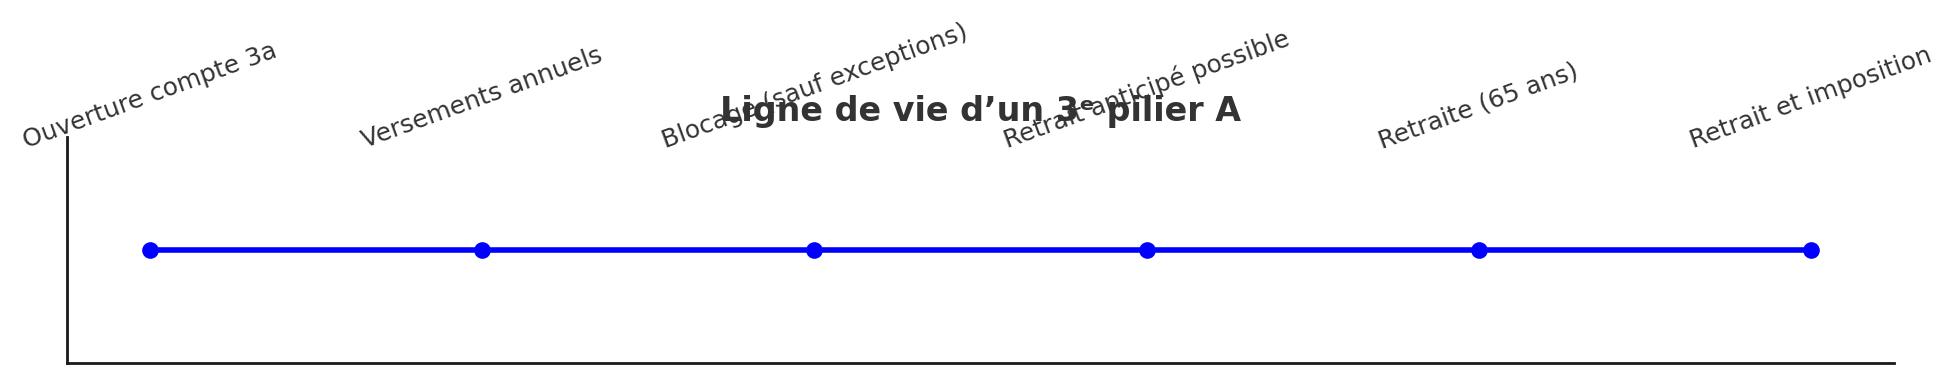 Ligne de vie d’un 3ᵉ pilier A
Ouverture compte 3a
Versements annuels
Blocage (sauf exceptions)
Retrait anticipé possible
Retraite (65 ans)
Retrait et imposition